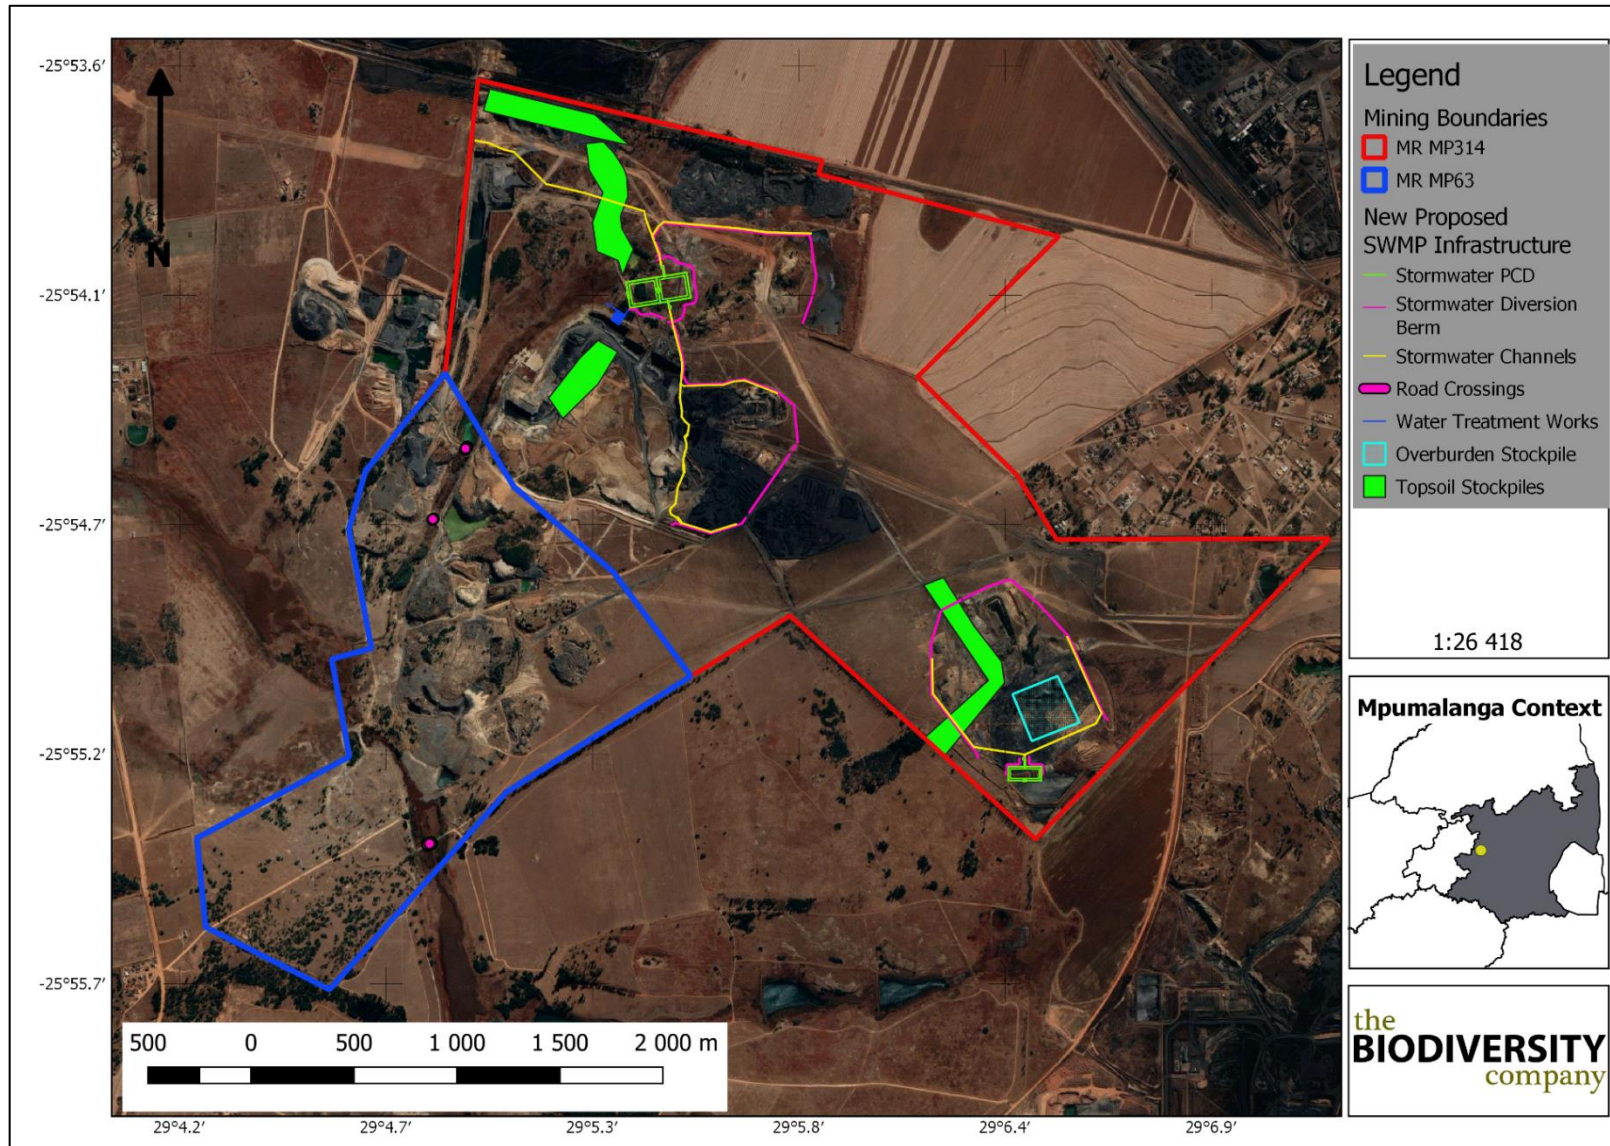 -25°53.6′
-25°54.1′
-25°54.7′
-25°55.2′
-25°55.7′
N
500 0 500 1 000 1 500 2 000 m
29°4.2′ 29°4.7′ 29°5.3′ 29°5.8′ 29°6.4′ 29°6.9′
Legend
Mining Boundaries
MR MP314
MR MP63
New Proposed
SWMP Infrastructure
Stormwater PCD
Stormwater Diversion
Berm
Stormwater Channels
Road Crossings
Water Treatment Works
Overburden Stockpile
Topsoil Stockpiles
1:26 418
Mpumalanga Context
the
BIODIVERSITY
company